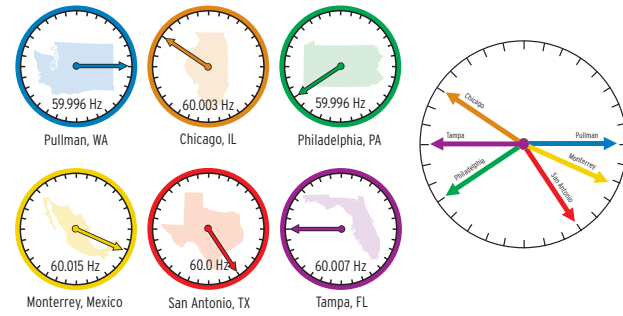 59.996 Hz
Pullman, WA
60.003 Hz
Chicago, IL
59.996 Hz
Philadelphia, PA
60.015 Hz
Monterrey, Mexico
60.0 Hz
San Antonio, TX
60.007 Hz
Tampa, FL
Chicago
Tampa
Philadelphia
Pullman
Monterrey
San Antonio